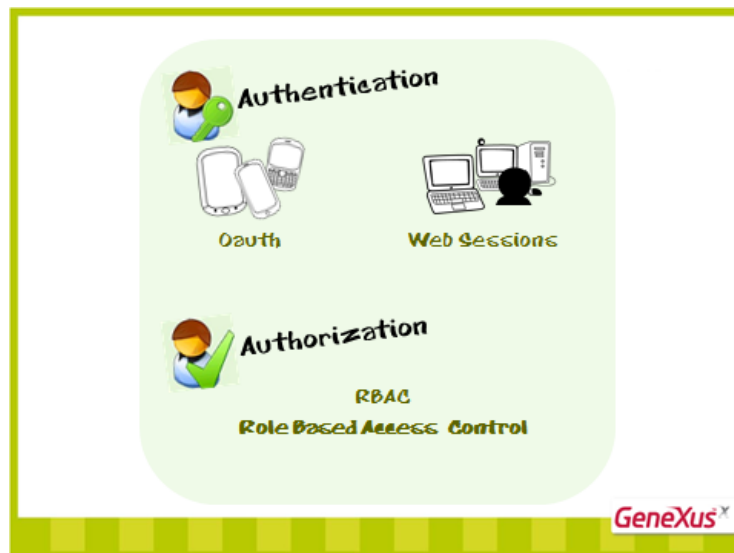 Authentication
Oauth
Web Sessions
Authorization
RBAC
Role Based Access Control
GeneXus X